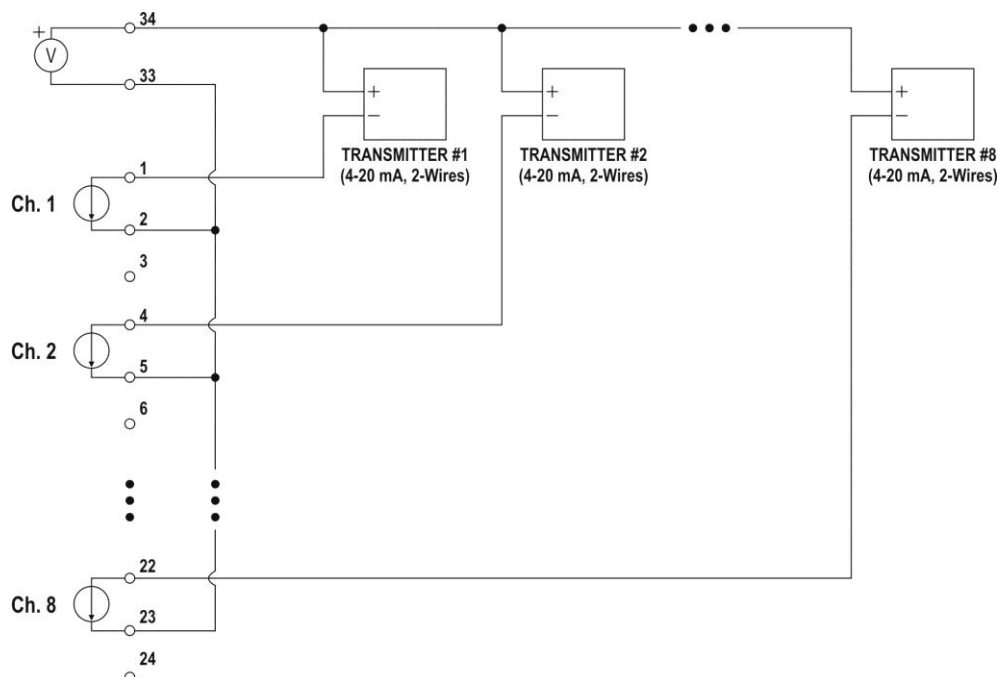 34
+
V
33
+
−
TRANSMITTER #1
(4-20 mA, 2-Wires)
+
−
TRANSMITTER #2
(4-20 mA, 2-Wires)
+
−
TRANSMITTER #8
(4-20 mA, 2-Wires)
1
Ch. 1
2
3
4
Ch. 2
5
6
22
Ch. 8
23
24